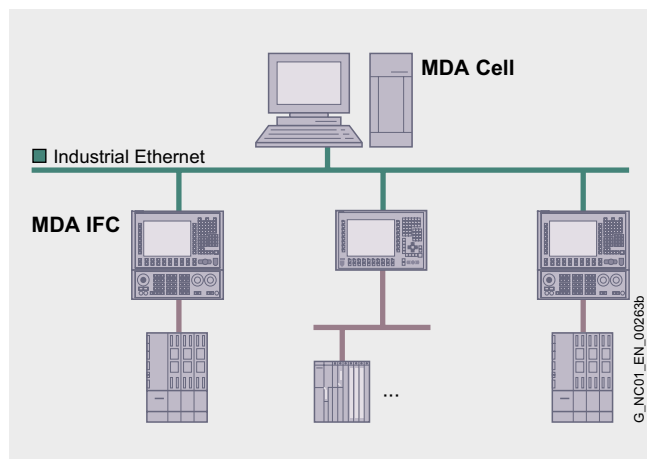 MDA Cell
Industrial Ethernet
MDA IFC
...
G_NC01_EN_00263b